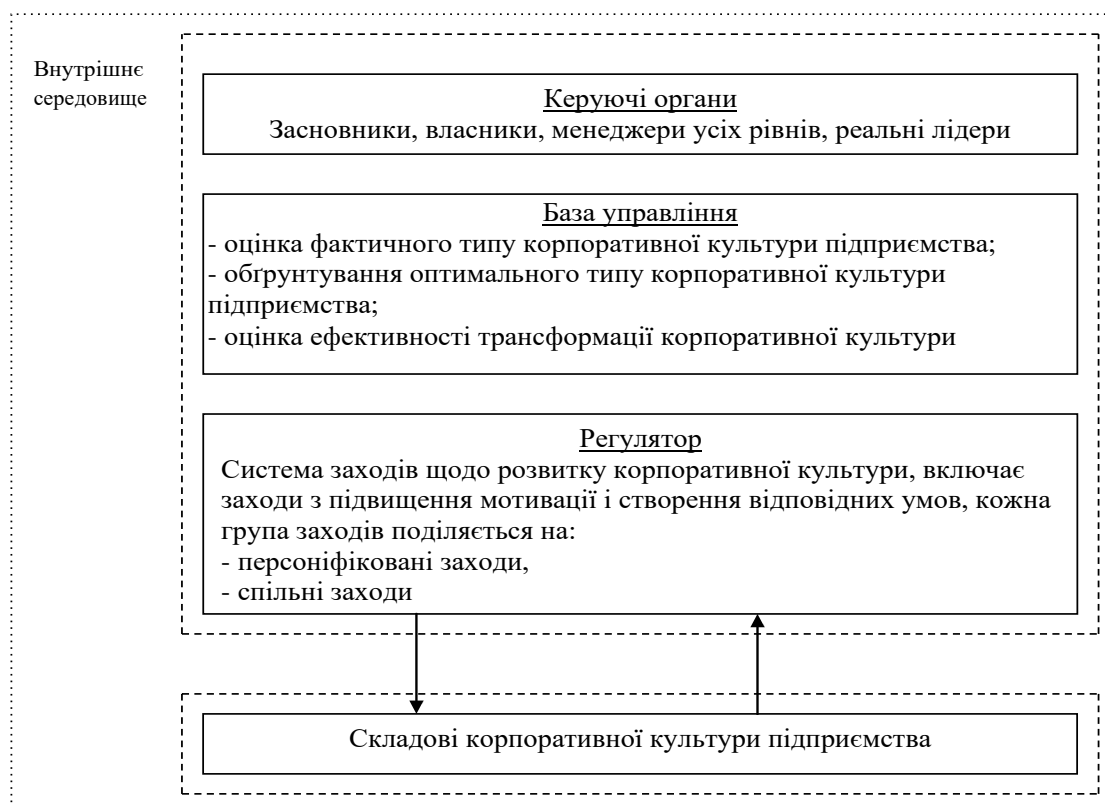 Внутрішнє
середовище
Керуючі органи
Засновники, власники, менеджери усіх рівнів, реальні лідери
База управління
- оцінка фактичного типу корпоративної культури підприємства;
- обґрунтування оптимального типу корпоративної культури
підприємства;
- оцінка ефективності трансформації корпоративної культури
Регулятор
Система заходів щодо розвитку корпоративної культури, включає
заходи з підвищення мотивації і створення відповідних умов, кожна
група заходів поділяється на:
- персоніфіковані заходи,
- спільні заходи
Складові корпоративної культури підприємства